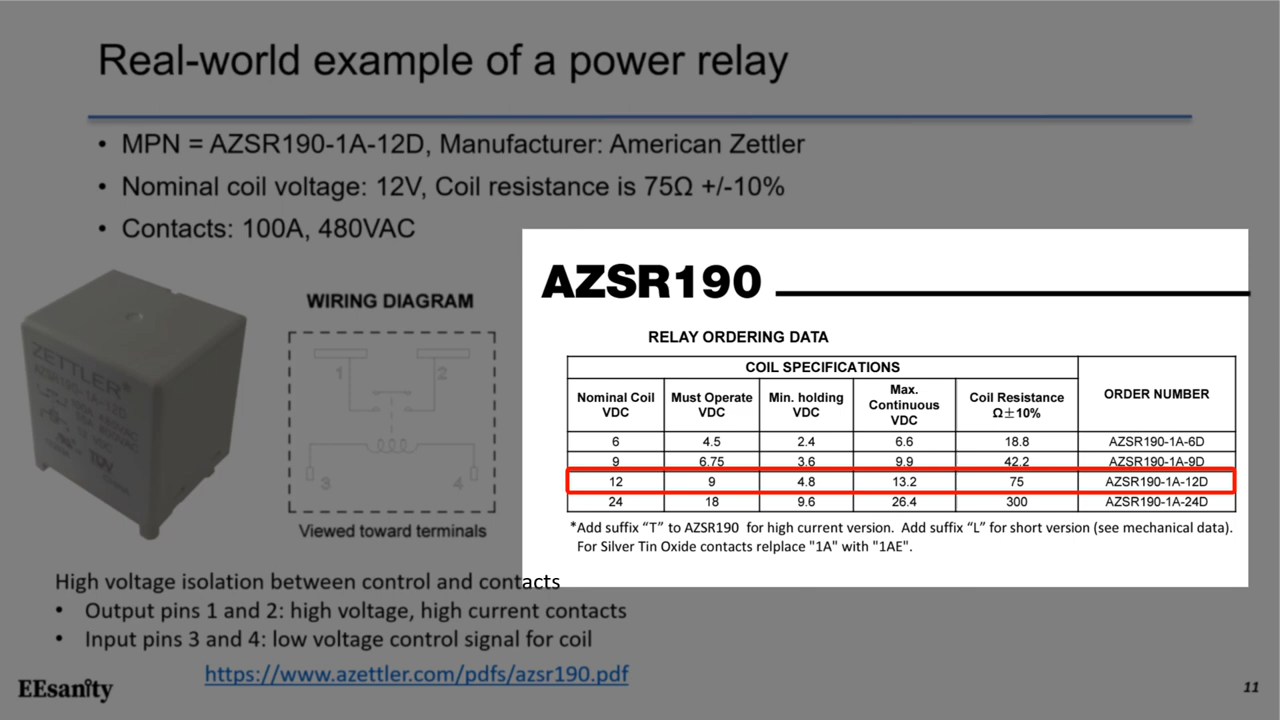 Real-world example of a power relay
• MPN = AZSR190-1A-12D, Manufacturer: American Zettler
• Nominal coil voltage: 12V, Coil resistance is 75Ω +/-10%
• Contacts: 100A, 480VAC
ZETTLER®
AZSR190-1A-12D
WIRING DIAGRAM
1 2
3 4
Viewed toward terminals
AZSR190
RELAY ORDERING DATA
COIL SPECIFICATIONS ORDER NUMBER
Nominal Coil VDC Must Operate VDC Min. holding VDC Max. Continuous VDC Coil Resistance Ω±10%
6 4.5 2.4 6.6 18.8 AZSR190-1A-6D
9 6.75 3.6 9.9 42.2 AZSR190-1A-9D
12 9 4.8 13.2 75 AZSR190-1A-12D
24 18 9.6 26.4 300 AZSR190-1A-24D
*Add suffix “T” to AZSR190 for high current version. Add suffix “L” for short version (see mechanical data).
For Silver Tin Oxide contacts relplace "1A" with "1AE".
High voltage isolation between control and contacts
• Output pins 1 and 2: high voltage, high current contacts
• Input pins 3 and 4: low voltage control signal for coil
https://www.azettler.com/pdfs/azsr190.pdf
EEsanity
11